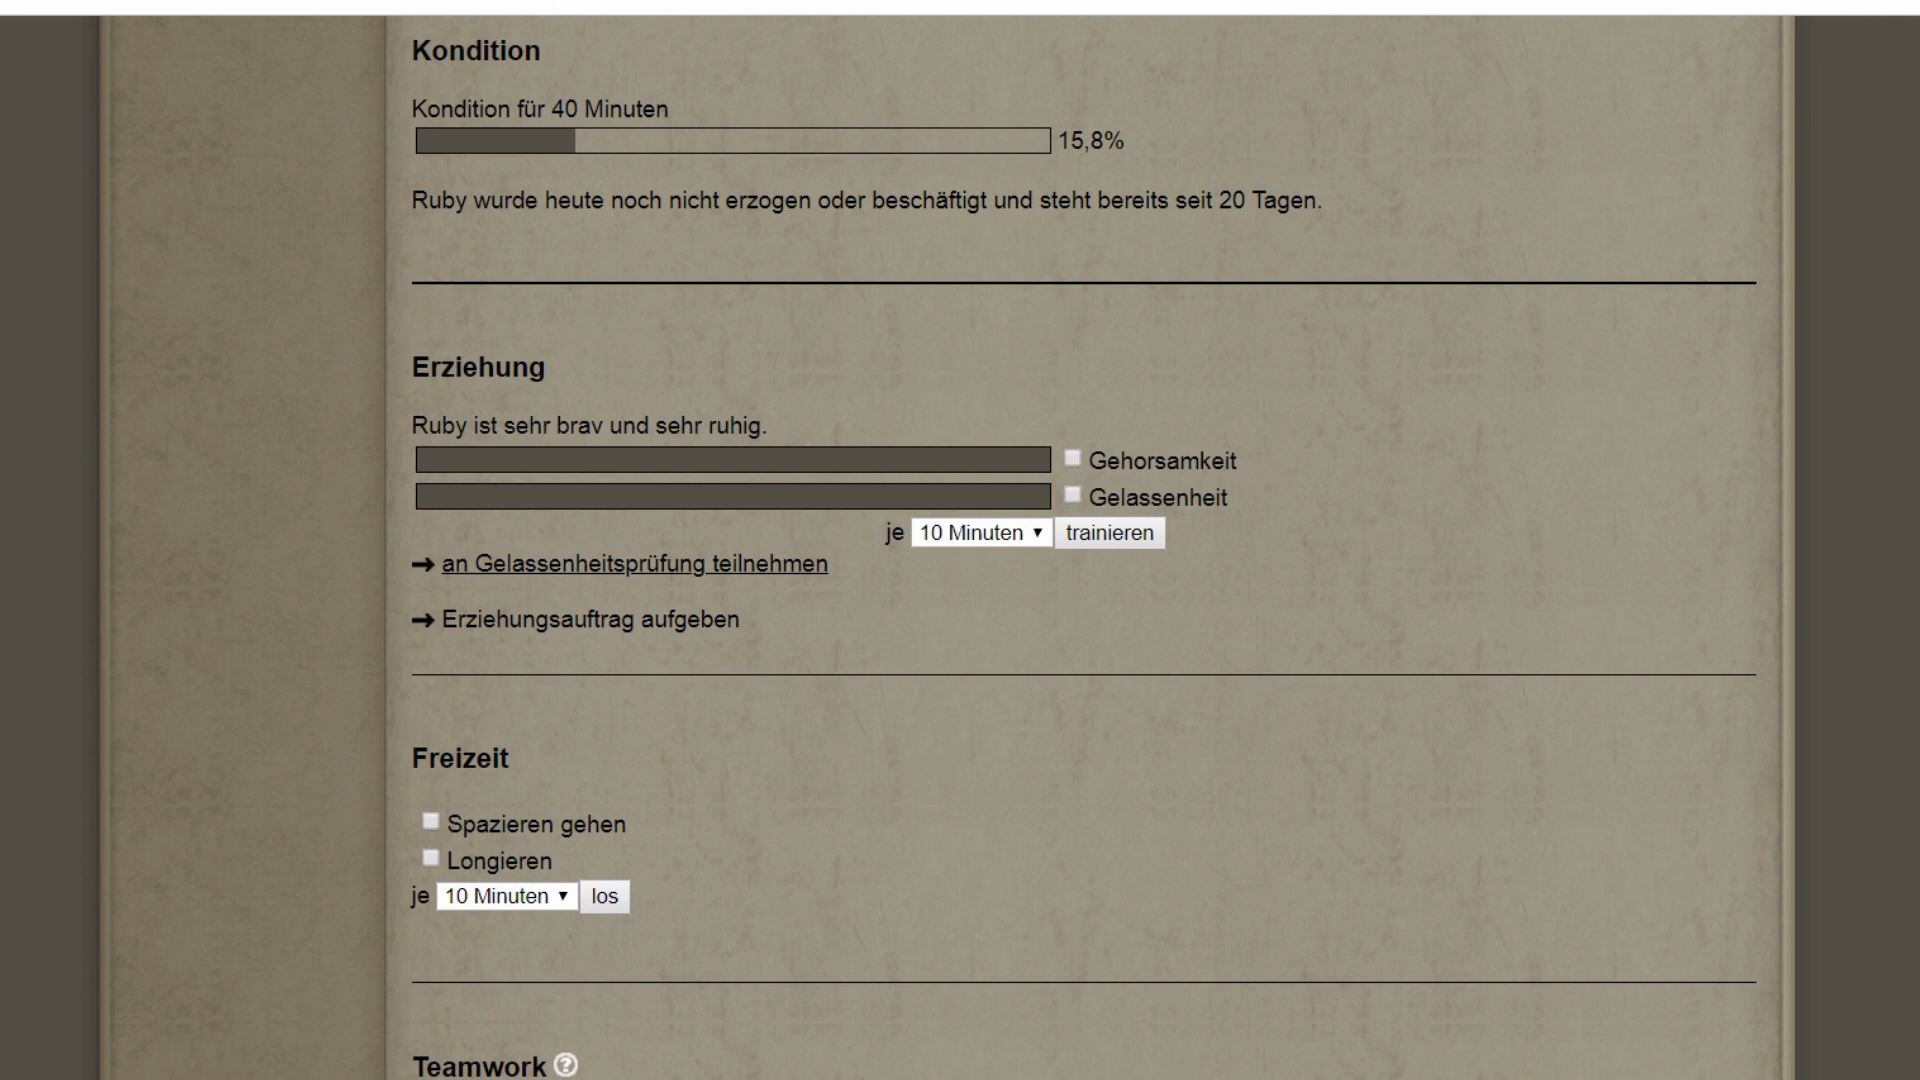 Kondition
Kondition für 40 Minuten
15,8%
Ruby wurde heute noch nicht erzogen oder beschäftigt und steht bereits seit 20 Tagen.
Erziehung
Ruby ist sehr brav und sehr ruhig.
Gehorsamkeit
Gelassenheit
je 10 Minuten trainieren
an Gelassenheitsprüfung teilnehmen
Erziehungsauftrag aufgeben
Freizeit
Spazieren gehen
Longieren
je 10 Minuten los
Teamwork ?